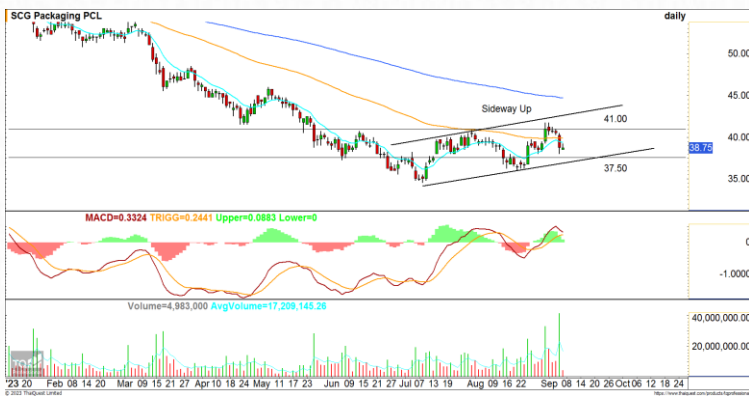 SCG Packaging PCL
daily
50.00
Sideway Up
45.00
41.00
40.00
38.75
37.50
35.00
MACD=0.3324 TRIGG=0.2441 Upper=0.0883 Lower=0
0
-1.0000
Volume=4,983,000 AvgVolume=17,209,145.26
40,000,000.00
20,000,000.00
'23 20 Feb 08 14 20 Mar 09 15 21 27 Apr 10 18 24 May 11 17 23 Jun 09 15 21 27 Jul 07 13 19 Aug 08 16 22 Sep 08 14 20 26 Oct 06 12 18 24
© 2023 ThaiQuest Limited